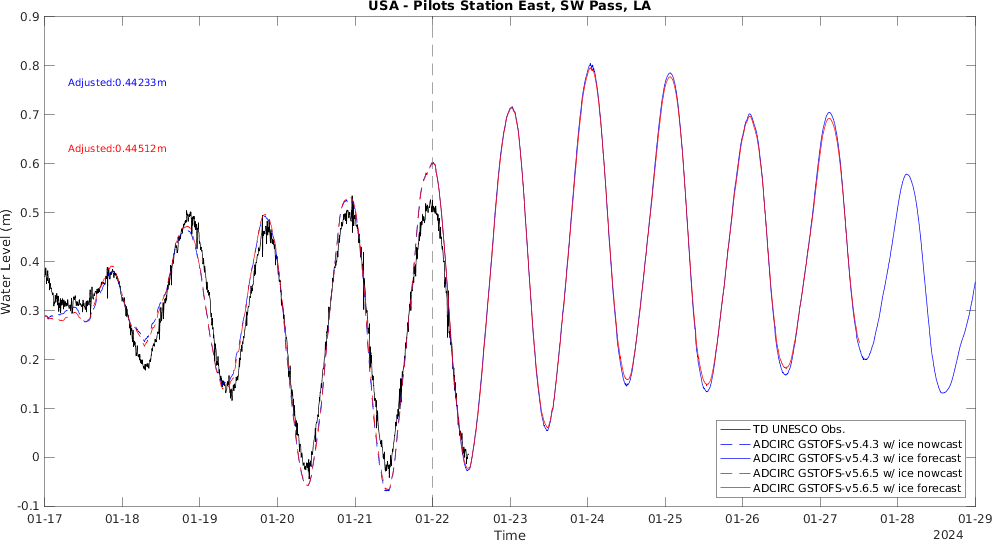 USA - Pilots Station East, SW Pass, LA
0.9
0.8
0.7
0.6
0.5
0.4
0.3
0.2
0.1
0
-0.1
Water Level (m)
Adjusted:0.44233m
Adjusted:0.44512m
TD UNESCO Obs.
ADCIRC GSTOFS-v5.4.3 w/ ice nowcast
ADCIRC GSTOFS-v5.4.3 w/ ice forecast
ADCIRC GSTOFS-v5.6.5 w/ ice nowcast
ADCIRC GSTOFS-v5.6.5 w/ ice forecast
01-17 01-18 01-19 01-20 01-21 01-22 01-23 01-24 01-25 01-26 01-27 01-28 01-29
Time
2024